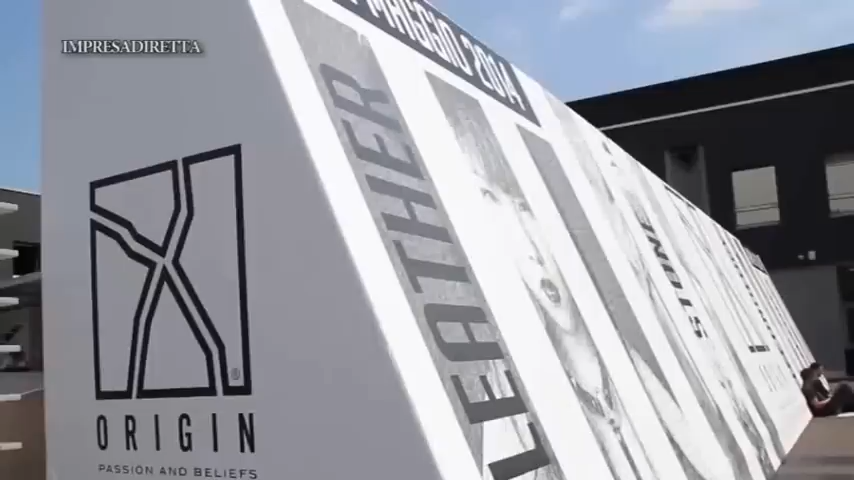 IMPRESADIRETTA
MAGGIO 2014
LEATHER
STONE
®
ORIGIN
PASSION AND BELIEFS